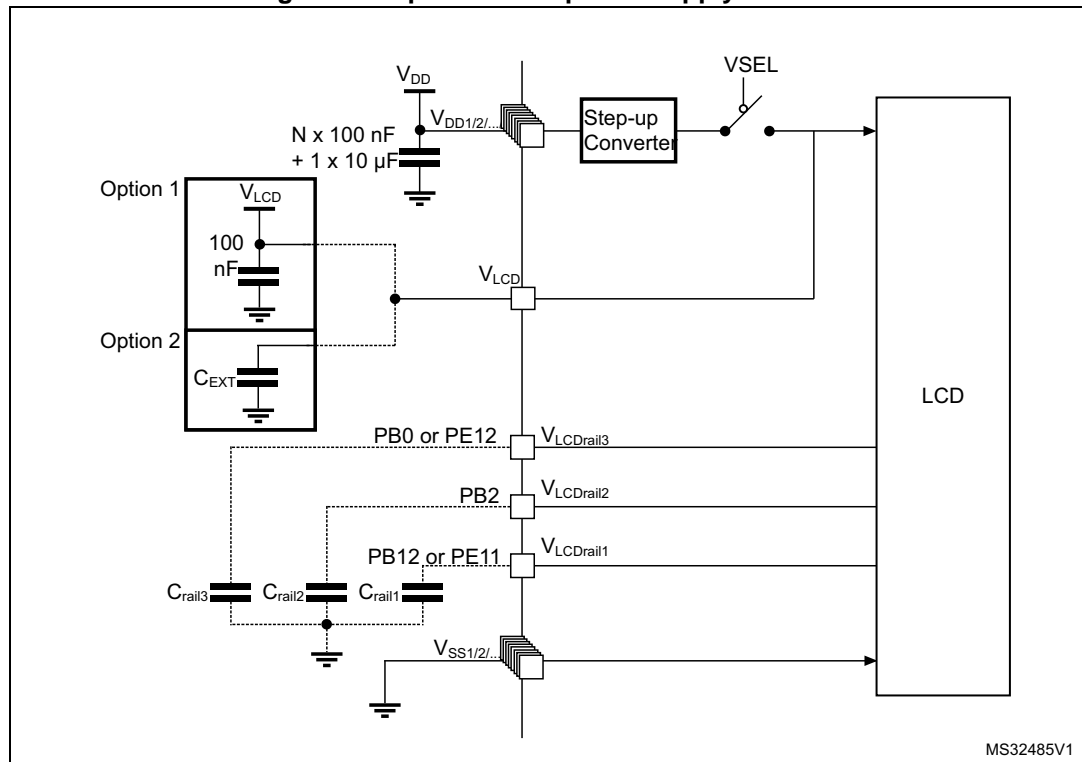 VDD
VSEL
VDD1/2/...
Step-up
Converter
N x 100 nF
+ 1 x 10 µF
Option 1
VLCD
100
nF
VLCD
Option 2
CEXT
LCD
PB0 or PE12
VLCDrail3
PB2
VLCDrail2
PB12 or PE11
VLCDrail1
Crail3
Crail2
Crail1
VSS1/2/...
MS32485V1